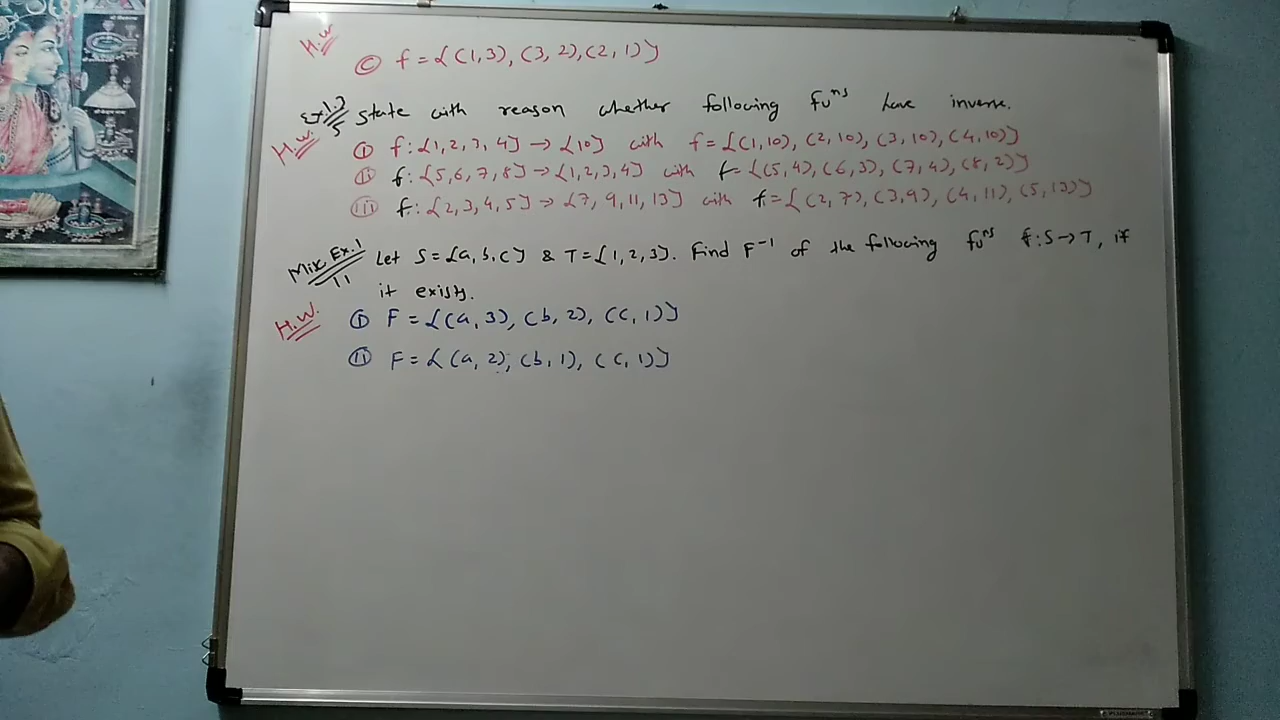 H.W
Ⓒ f = {(1,3), (3,2), (2,1)}
Ex 1.2/5 State with reason whether following fuⁿˢ have inverse.
H.W. ⓘ f: {1,2,3,4} → {10} with f = {(1,10), (2,10), (3,10), (4,10)}
ⓘⓘ f: {5,6,7,8} → {1,2,3,4} with f = {(5,4), (6,3), (7,4), (8,2)}
ⓘⓘⓘ f: {2,3,4,5} → {7,9,11,13} with f = {(2,7), (3,9), (4,11), (5,13)}
Mix. Ex. 1/11 Let S = {a,b,c} & T = {1,2,3}. Find F⁻¹ of the following fuⁿˢ f: S → T, if
it exists.
H.W. ⓘ F = {(a,3), (b,2), (c,1)}
ⓘⓘ F = {(a,2), (b,1), (c,1)}